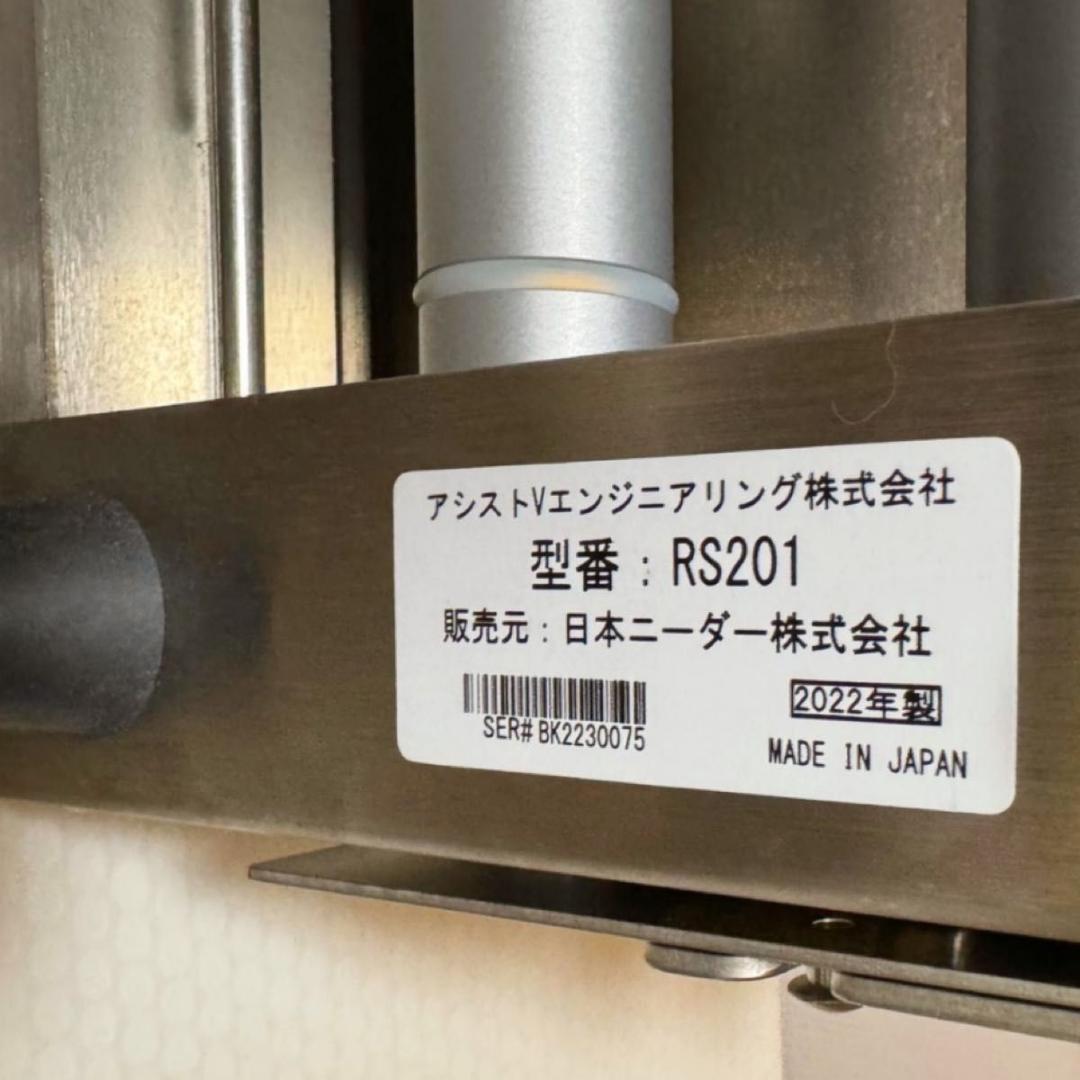 アシストVエンジニアリング株式会社
型番：RS201
販売元：日本ニーダー株式会社
SER# BK2230075
2022年製
MADE IN JAPAN